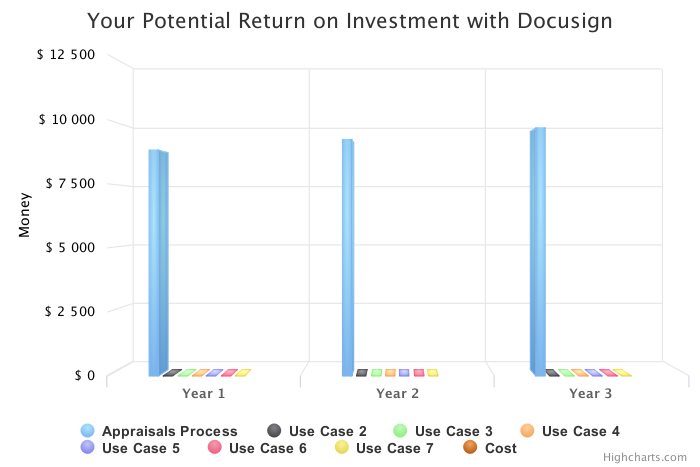 Your Potential Return on Investment with Docusign
$ 12 500
$ 10 000
$ 7 500
$ 5 000
$ 2 500
$ 0
Money
Year 1
Year 2
Year 3
Appraisals Process
Use Case 2
Use Case 3
Use Case 4
Use Case 5
Use Case 6
Use Case 7
Cost
Highcharts.com